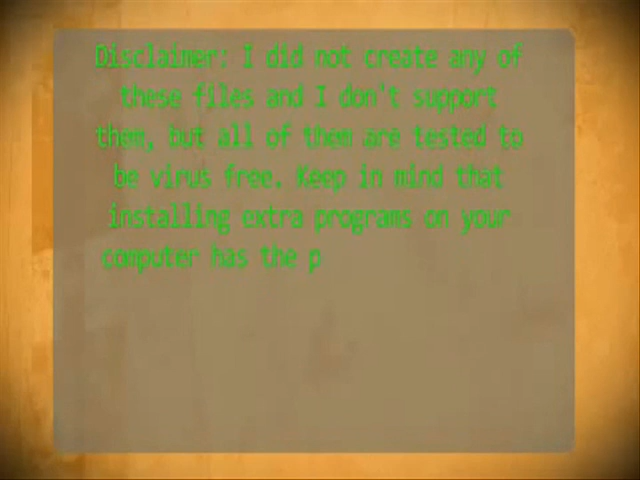 Disclaimer: I did not create any of
these files and I don't support
them, but all of them are tested to
be virus free. Keep in mind that
installing extra programs on your
computer has the p